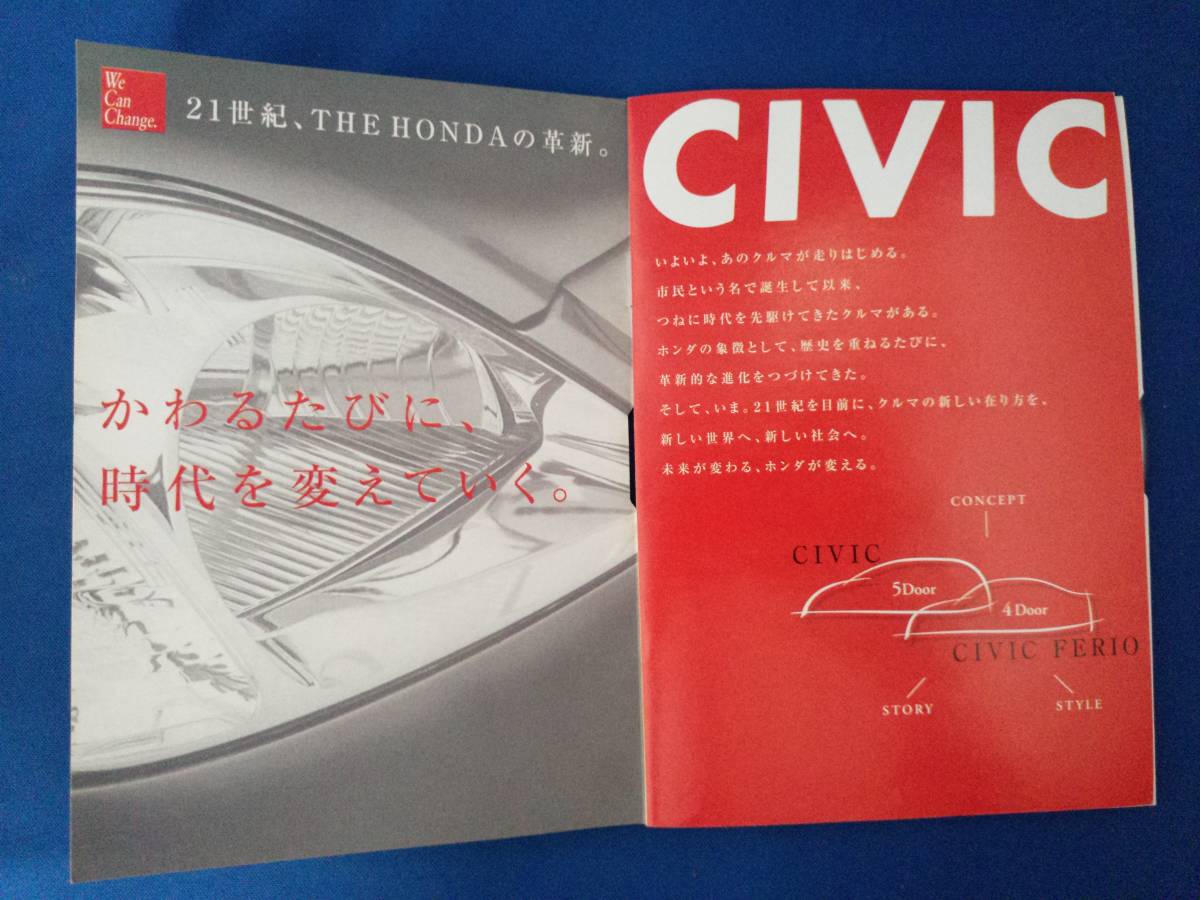 We
Can
Change.
21世紀、THE HONDAの革新。
かわるたびに、
時代を変えていく。
CIVIC
いよいよ、あのクルマが走りはじめる。
市民という名で誕生して以来、
つねに時代を先駆けてきたクルマがある。
ホンダの象徴として、歴史を重ねるたびに、
革新的な進化をつづけてきた。
そして、いま。21世紀を目前に、クルマの新しい在り方を、
新しい世界へ、新しい社会へ。
未来が変わる、ホンダが変える。
CONCEPT
CIVIC
5Door
4Door
CIVIC FERIO
STORY
STYLE